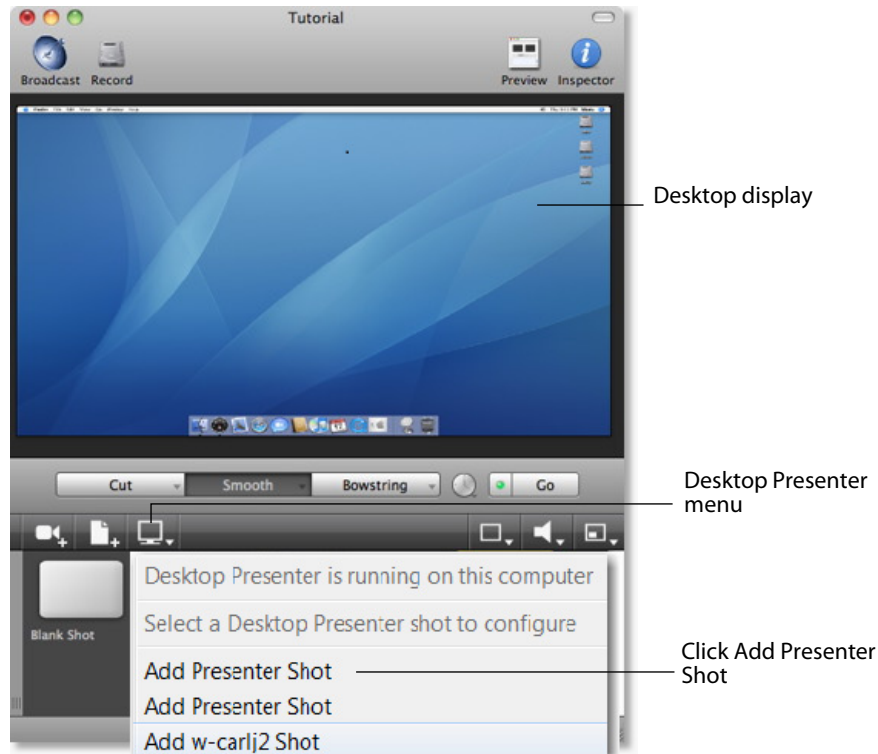 Tutorial
Broadcast
Record
Preview
Inspector
Desktop display
Cut
Smooth
Bowstring
Go
Desktop Presenter
menu
Blank Shot
Desktop Presenter is running on this computer
Select a Desktop Presenter shot to configure
Add Presenter Shot
Click Add Presenter
Shot
Add Presenter Shot
Add w-carlj2 Shot